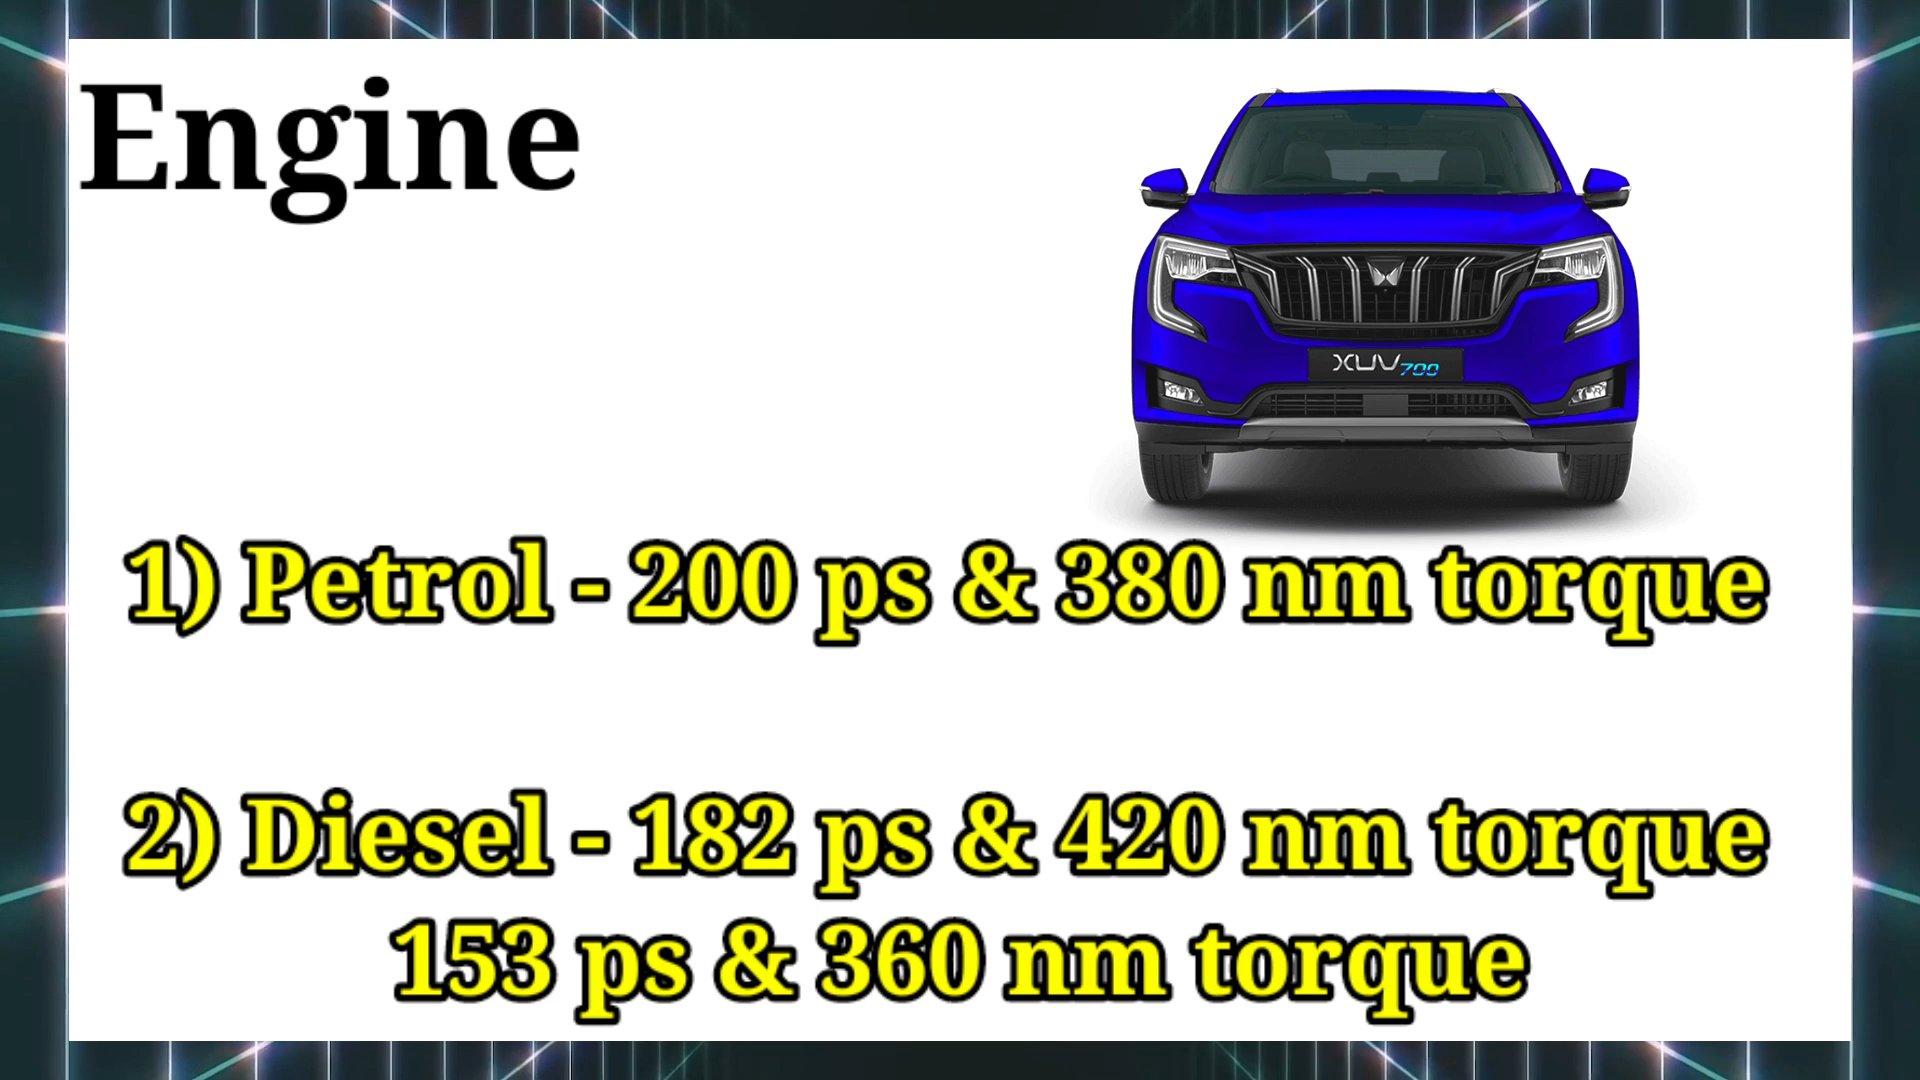 Engine
XUV700
1) Petrol - 200 ps & 380 nm torque
2) Diesel - 182 ps & 420 nm torque
153 ps & 360 nm torque